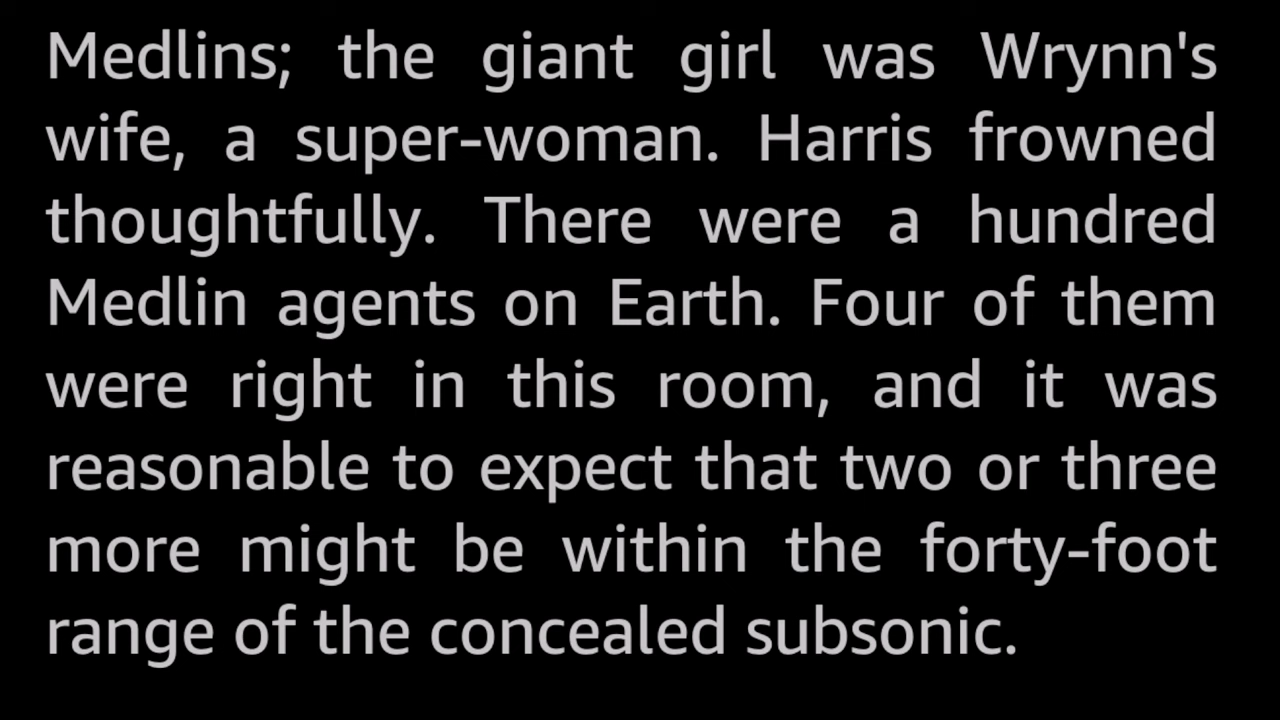 Medlins; the giant girl was Wrynn's
wife, a super-woman. Harris frowned
thoughtfully. There were a hundred
Medlin agents on Earth. Four of them
were right in this room, and it was
reasonable to expect that two or three
more might be within the forty-foot
range of the concealed subsonic.